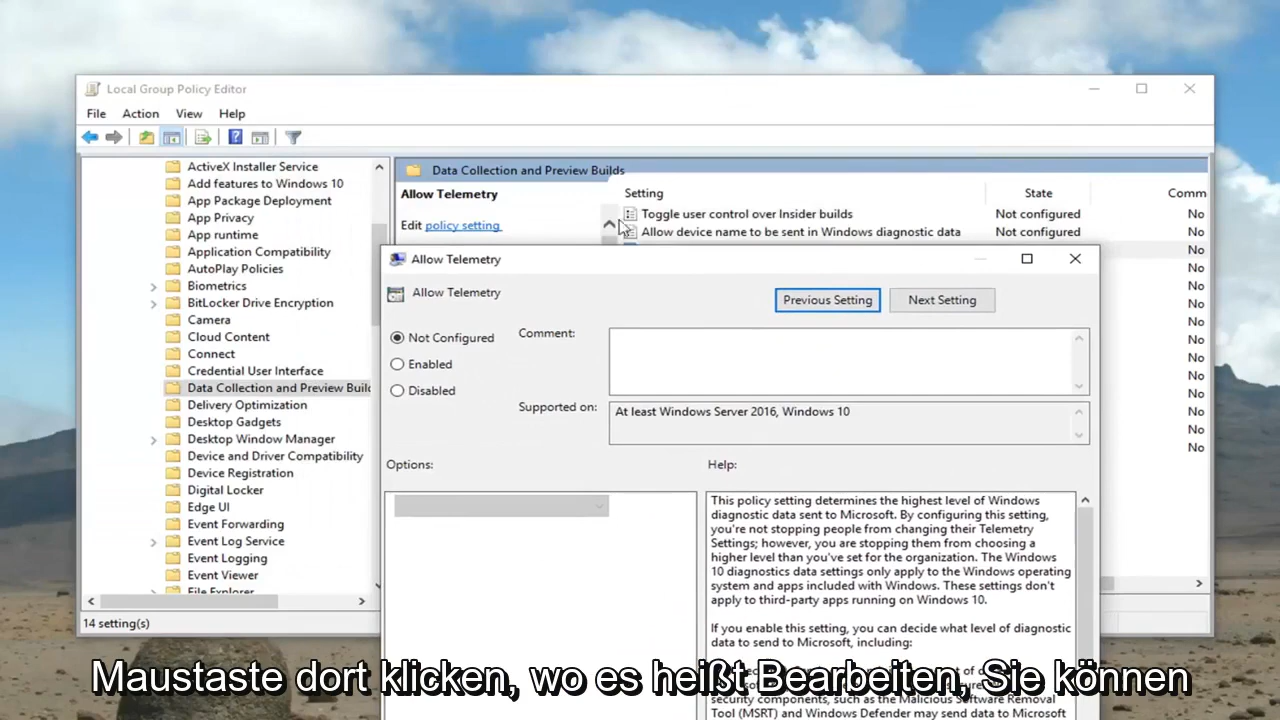 Local Group Policy Editor
File Action View Help
ActiveX Installer Service
Add features to Windows 10
App Package Deployment
App Privacy
App runtime
Application Compatibility
AutoPlay Policies
Biometrics
BitLocker Drive Encryption
Camera
Cloud Content
Connect
Credential User Interface
Data Collection and Preview Buil
Delivery Optimization
Desktop Gadgets
Desktop Window Manager
Device and Driver Compatibility
Device Registration
Digital Locker
Edge UI
Event Forwarding
Event Log Service
Event Logging
Event Viewer
File Explorer
14 setting(s)
Data Collection and Preview Builds
Allow Telemetry
Edit policy setting
Setting State Comm
Toggle user control over Insider builds Not configured No
Allow device name to be sent in Windows diagnostic data Not configured No
No
No
No
No
No
No
No
No
No
No
No
No
Allow Telemetry
Allow Telemetry
Previous Setting Next Setting
Not Configured
Enabled
Disabled
Comment:
Supported on:
At least Windows Server 2016, Windows 10
Options:
Help:
This policy setting determines the highest level of Windows
diagnostic data sent to Microsoft. By configuring this setting,
you're not stopping people from changing their Telemetry
Settings; however, you are stopping them from choosing a
higher level than you've set for the organization. The Windows
10 diagnostics data settings only apply to the Windows operating
system and apps included with Windows. These settings don't
apply to third-party apps running on Windows 10.
If you enable this setting, you can decide what level of diagnostic
data to send to Microsoft, including:
security components, such as the Malicious Software Removal
Tool (MSRT) and Windows Defender may send data to Microsoft
Maustaste dort klicken, wo es heißt Bearbeiten, Sie können